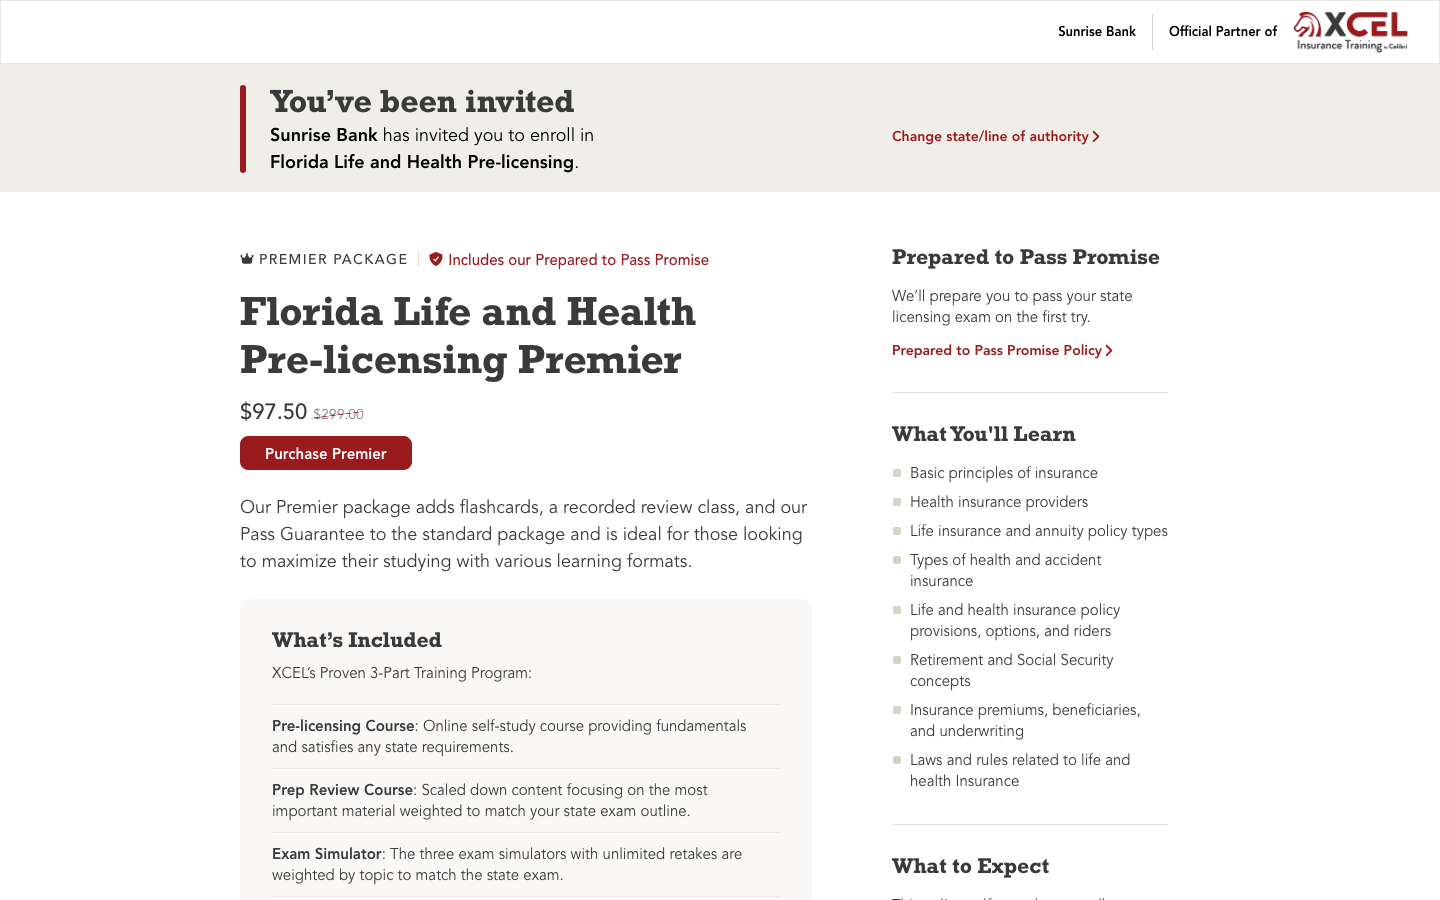 Sunrise Bank
Official Partner of
XCEL
Insurance Training by Colibri
You've been invited
Sunrise Bank has invited you to enroll in
Florida Life and Health Pre-licensing.
Change state/line of authority
PREMIER PACKAGE
Includes our Prepared to Pass Promise
Florida Life and Health
Pre-licensing Premier
$97.50 $299.00
Purchase Premier
Our Premier package adds flashcards, a recorded review class, and our
Pass Guarantee to the standard package and is ideal for those looking
to maximize their studying with various learning formats.
What's Included
XCEL's Proven 3-Part Training Program:
Pre-licensing Course: Online self-study course providing fundamentals
and satisfies any state requirements.
Prep Review Course: Scaled down content focusing on the most
important material weighted to match your state exam outline.
Exam Simulator: The three exam simulators with unlimited retakes are
weighted by topic to match the state exam.
Prepared to Pass Promise
We'll prepare you to pass your state
licensing exam on the first try.
Prepared to Pass Promise Policy
What You'll Learn
Basic principles of insurance
Health insurance providers
Life insurance and annuity policy types
Types of health and accident
insurance
Life and health insurance policy
provisions, options, and riders
Retirement and Social Security
concepts
Insurance premiums, beneficiaries,
and underwriting
Laws and rules related to life and
health Insurance
What to Expect